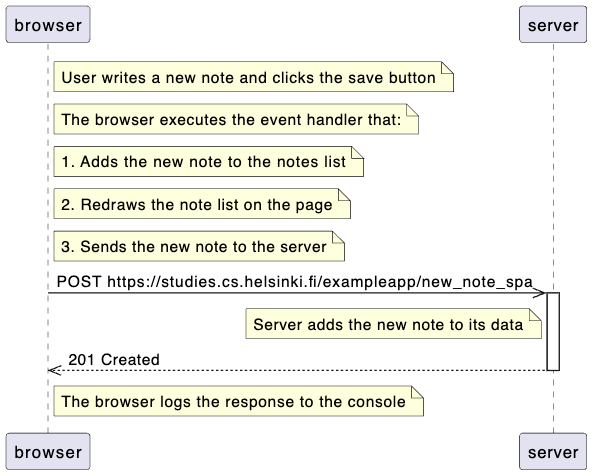 browser
server
User writes a new note and clicks the save button
The browser executes the event handler that:
1. Adds the new note to the notes list
2. Redraws the note list on the page
3. Sends the new note to the server
POST https://studies.cs.helsinki.fi/exampleapp/new_note_spa
Server adds the new note to its data
201 Created
The browser logs the response to the console
browser
server